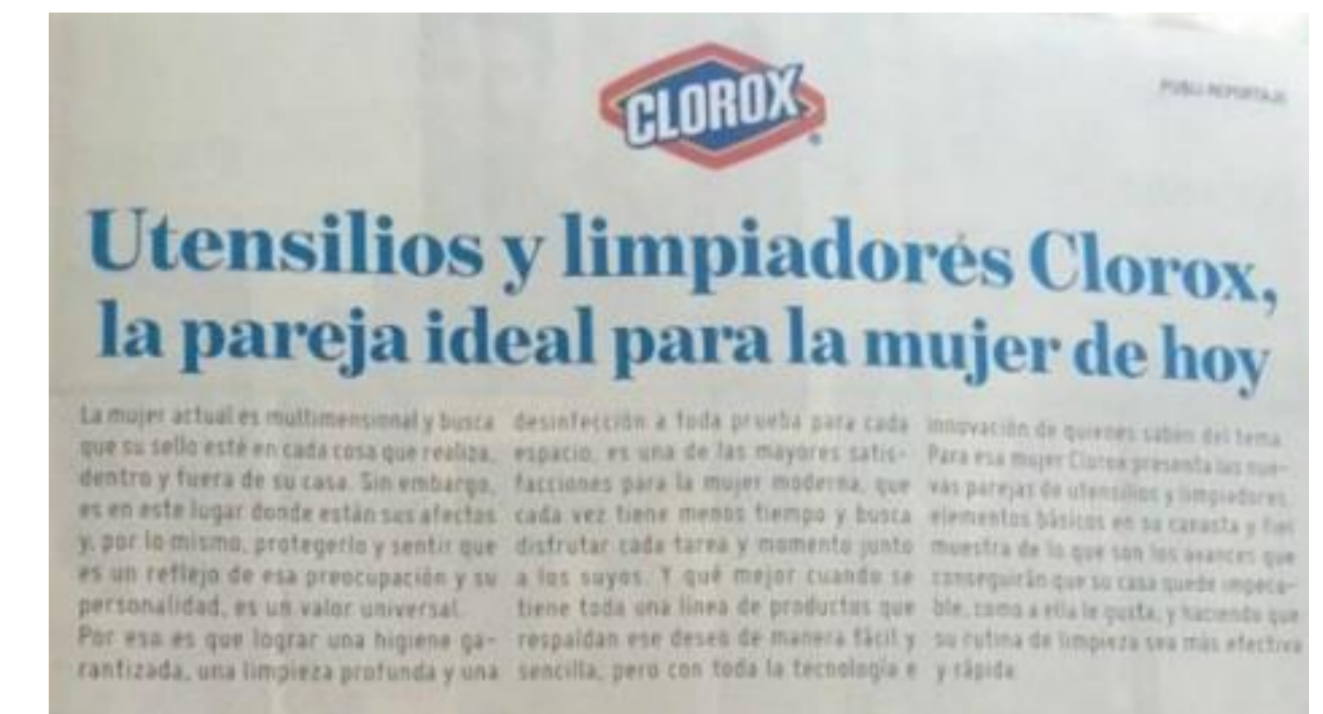 CLOROX
PUBLI-REPORTAJE
Utensilios y limpiadorés Clorox,
la pareja ideal para la mujer de hoy
La mujer actual es multimensional y busca
que su sello esté en cada cosa que realiza,
dentro y fuera de su casa. Sin embargo,
es en este lugar donde están sus afectos
y, por lo mismo, protegerlo y sentir que
es un reflejo de esa preocupación y su
personalidad, es un valor universal.
Por eso es que lograr una higiene ga-
rantizada, una limpieza profunda y una
desinfección a toda prueba para cada
espacio, es una de las mayores satis-
facciones para la mujer moderna, que
cada vez tiene menos tiempo y busca
disfrutar cada tarea y momento junto
a los suyos. Y qué mejor cuando se
tiene toda una línea de productos que
respaldan ese deseo de manera fácil y
sencilla, pero con toda la tecnología e
innovación de quienes saben del tema.
Para esa mujer Clorox presenta las nue-
vas parejas de utensilios y limpiadores,
elementos básicos en su canasta y fiel
muestra de lo que son los avances que
conseguirán que su casa quede impeca-
ble, como a ella le gusta, y haciendo que
su rutina de limpieza sea más efectiva
y rápida.